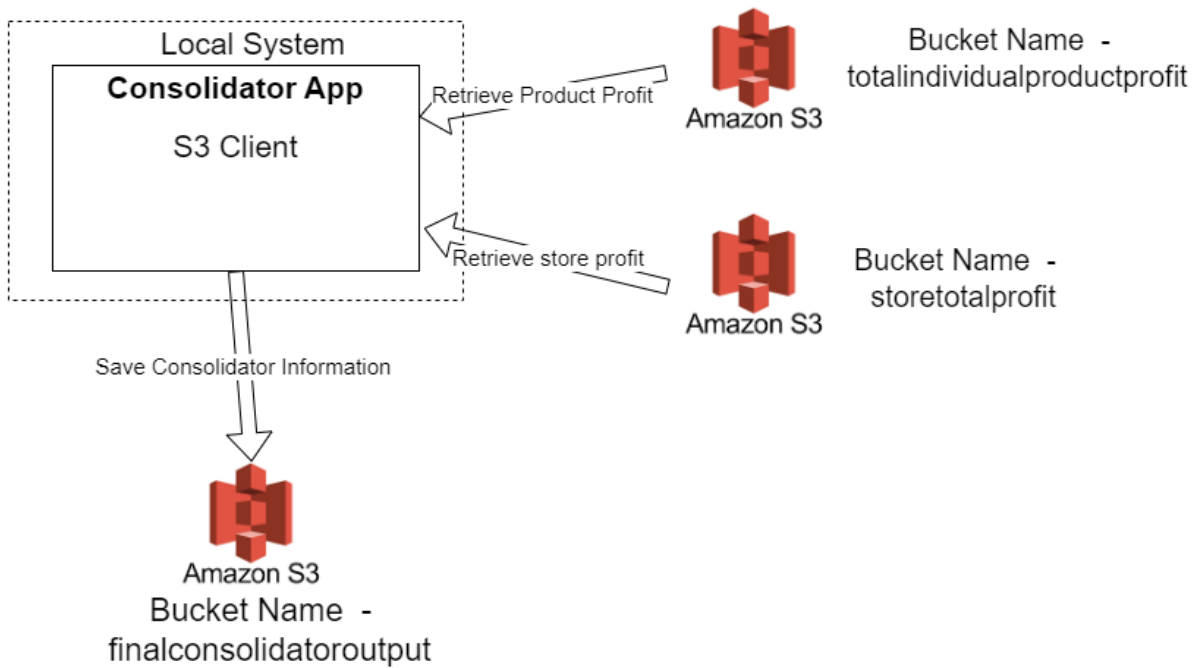 Local System
Consolidator App
S3 Client
Retrieve Product Profit
Amazon S3
Bucket Name -
totalindividualproductprofit
Retrieve store profit
Amazon S3
Bucket Name -
storetotalprofit
Save Consolidator Information
Amazon S3
Bucket Name -
finalconsolidatoroutput